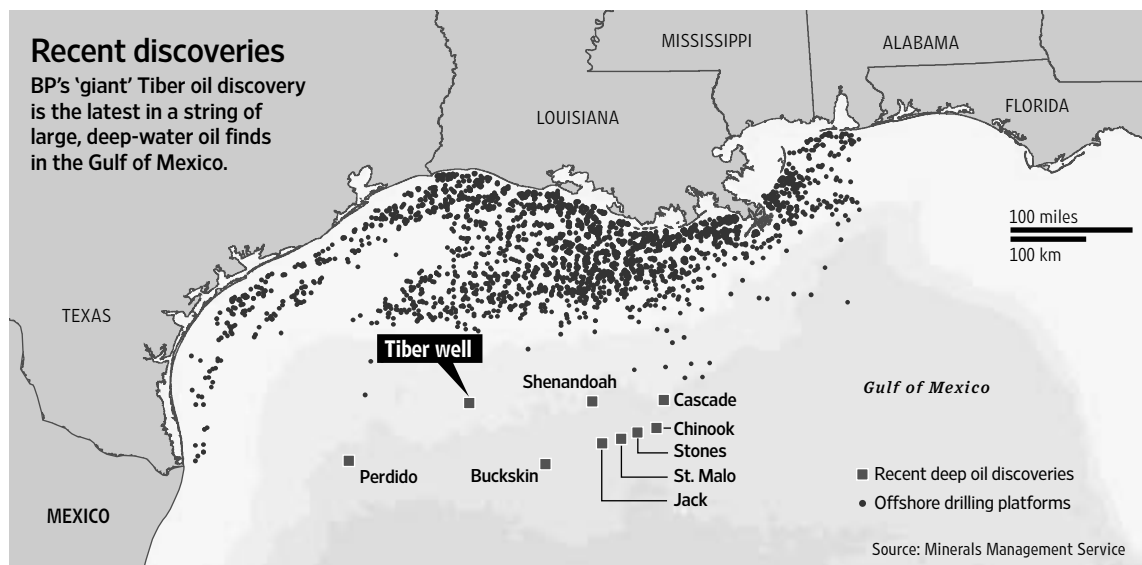 Recent discoveries
BP's ‘giant’ Tiber oil discovery
is the latest in a string of
large, deep-water oil finds
in the Gulf of Mexico.
MISSISSIPPI
ALABAMA
LOUISIANA
FLORIDA
100 miles
100 km
TEXAS
Tiber well
Shenandoah
Gulf of Mexico
Cascade
Chinook
Stones
Perdido
Buckskin
St. Malo
Jack
Recent deep oil discoveries
Offshore drilling platforms
MEXICO
Source: Minerals Management Service